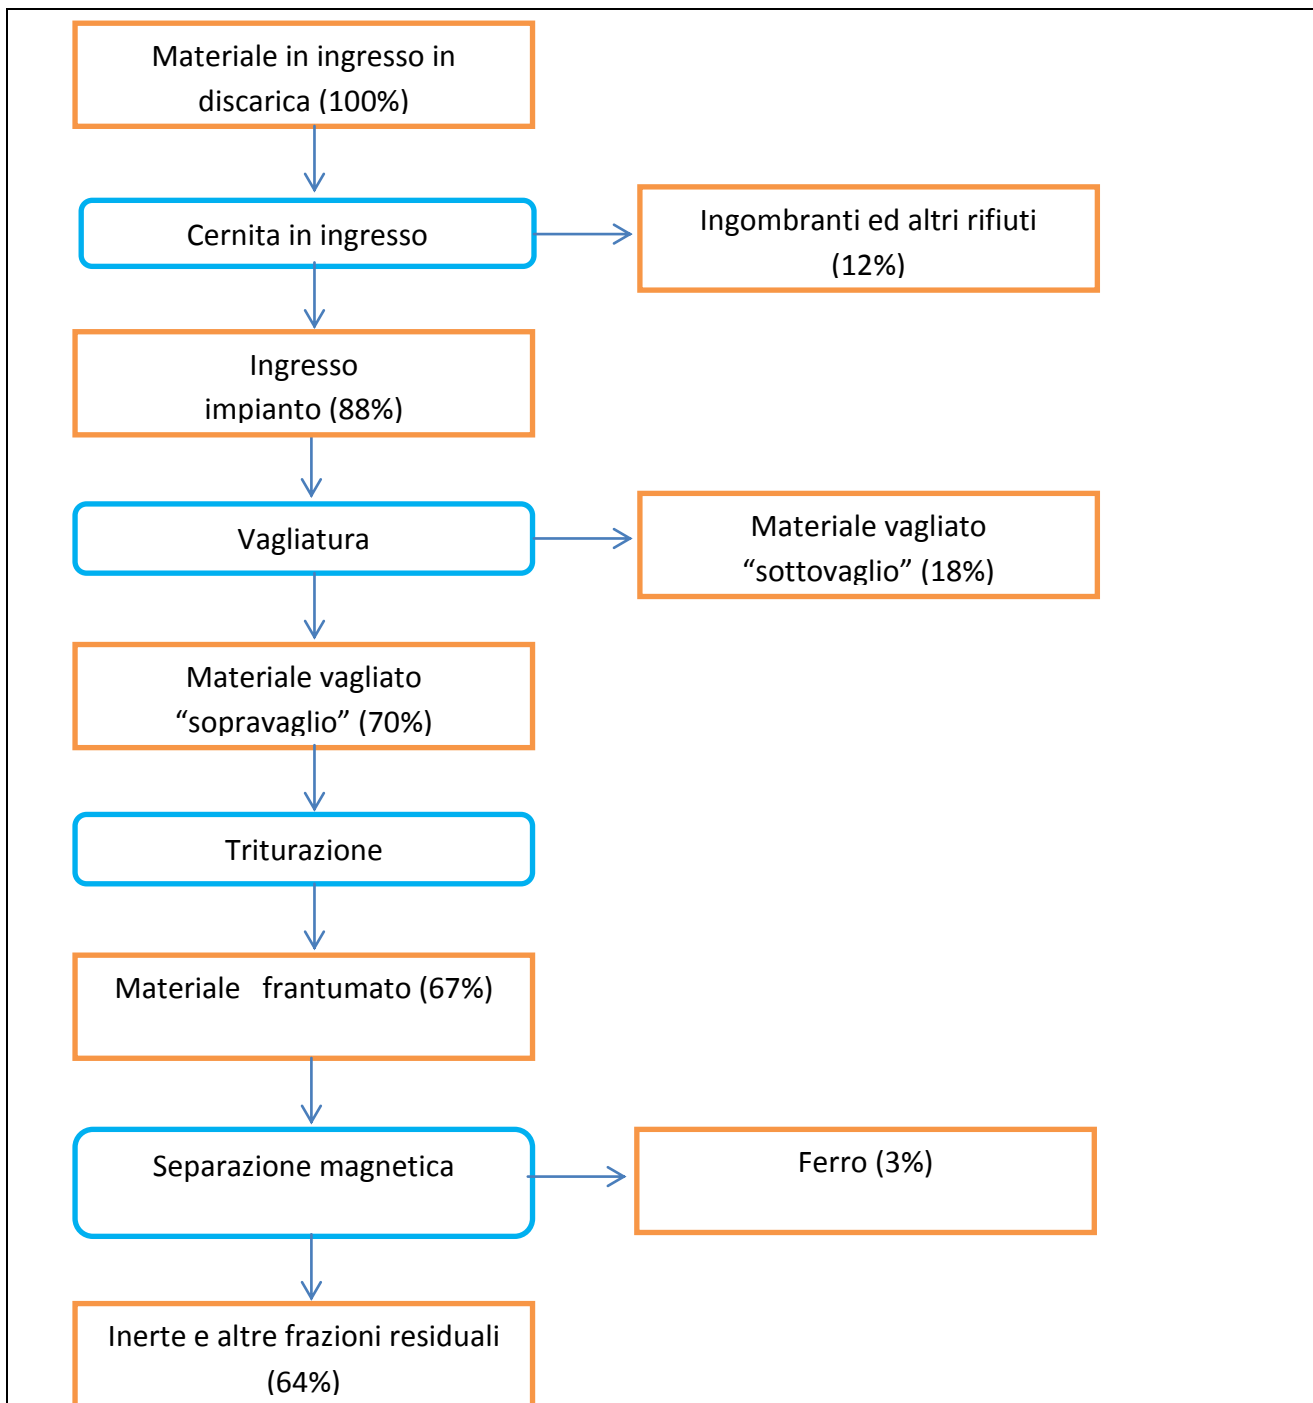 Materiale in ingresso in
discarica (100%)
Cernita in ingresso
Ingombranti ed altri rifiuti
(12%)
Ingresso
impianto (88%)
Vagliatura
Materiale vagliato
“sottovaglio” (18%)
Materiale vagliato
“sopravaglio” (70%)
Triturazione
Materiale frantumato (67%)
Separazione magnetica
Ferro (3%)
Inerte e altre frazioni residuali
(64%)